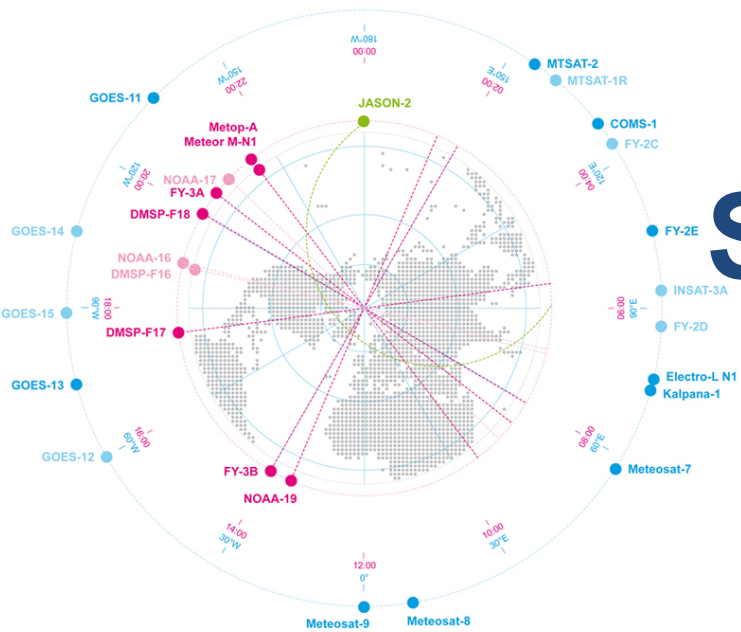 180°W
00:00
150°W
22:00
150°E
02:00
MTSAT-2
MTSAT-1R
GOES-11
JASON-2
COMS-1
FY-2C
Metop-A
Meteor M-N1
120°W
20:00
120°E
04:00
NOAA-17
FY-3A
DMSP-F18
S
GOES-14
FY-2E
NOAA-16
DMSP-F16
INSAT-3A
GOES-15
90°W
18:00
06:00
90°E
FY-2D
DMSP-F17
GOES-13
Electro-L N1
Kalpana-1
16:00
60°W
08:00
60°E
GOES-12
FY-3B
NOAA-19
Meteosat-7
14:00
30°W
10:00
30°E
12:00
0°
Meteosat-9
Meteosat-8